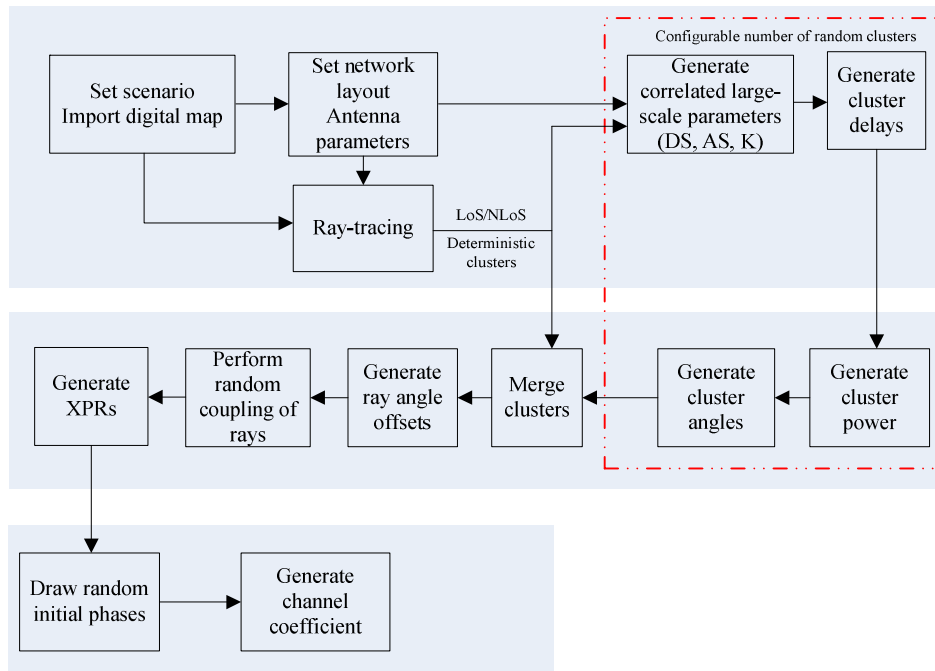 Configurable number of random clusters
Set scenario
Import digital map
Set network
layout
Antenna
parameters
Generate
correlated large-
scale parameters
(DS, AS, K)
Generate
cluster
delays
Ray-tracing
LoS/NLoS
Deterministic
clusters
Generate
XPRs
Perform
random
coupling of
rays
Generate
ray angle
offsets
Merge
clusters
Generate
cluster
angles
Generate
cluster
power
Draw random
initial phases
Generate
channel
coefficient